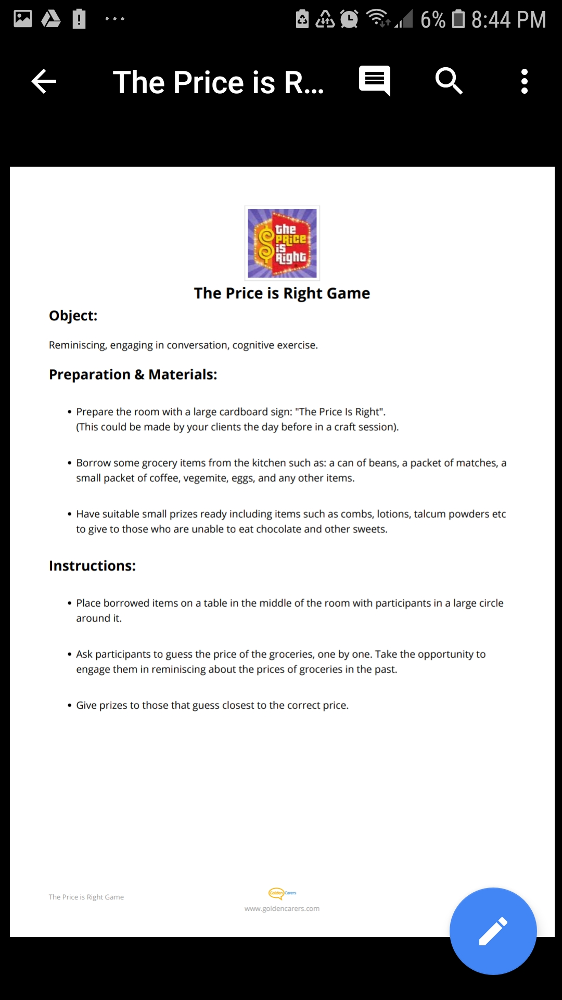 6% 8:44 PM
The Price is R...
the
PRice
is
Right
The Price is Right Game
Object:
Reminiscing, engaging in conversation, cognitive exercise.
Preparation & Materials:
• Prepare the room with a large cardboard sign: "The Price Is Right".
(This could be made by your clients the day before in a craft session).
• Borrow some grocery items from the kitchen such as: a can of beans, a packet of matches, a
small packet of coffee, vegemite, eggs, and any other items.
• Have suitable small prizes ready including items such as combs, lotions, talcum powders etc
to give to those who are unable to eat chocolate and other sweets.
Instructions:
• Place borrowed items on a table in the middle of the room with participants in a large circle
around it.
• Ask participants to guess the price of the groceries, one by one. Take the opportunity to
engage them in reminiscing about the prices of groceries in the past.
• Give prizes to those that guess closest to the correct price.
The Price is Right Game
Golden Carers
www.goldencarers.com